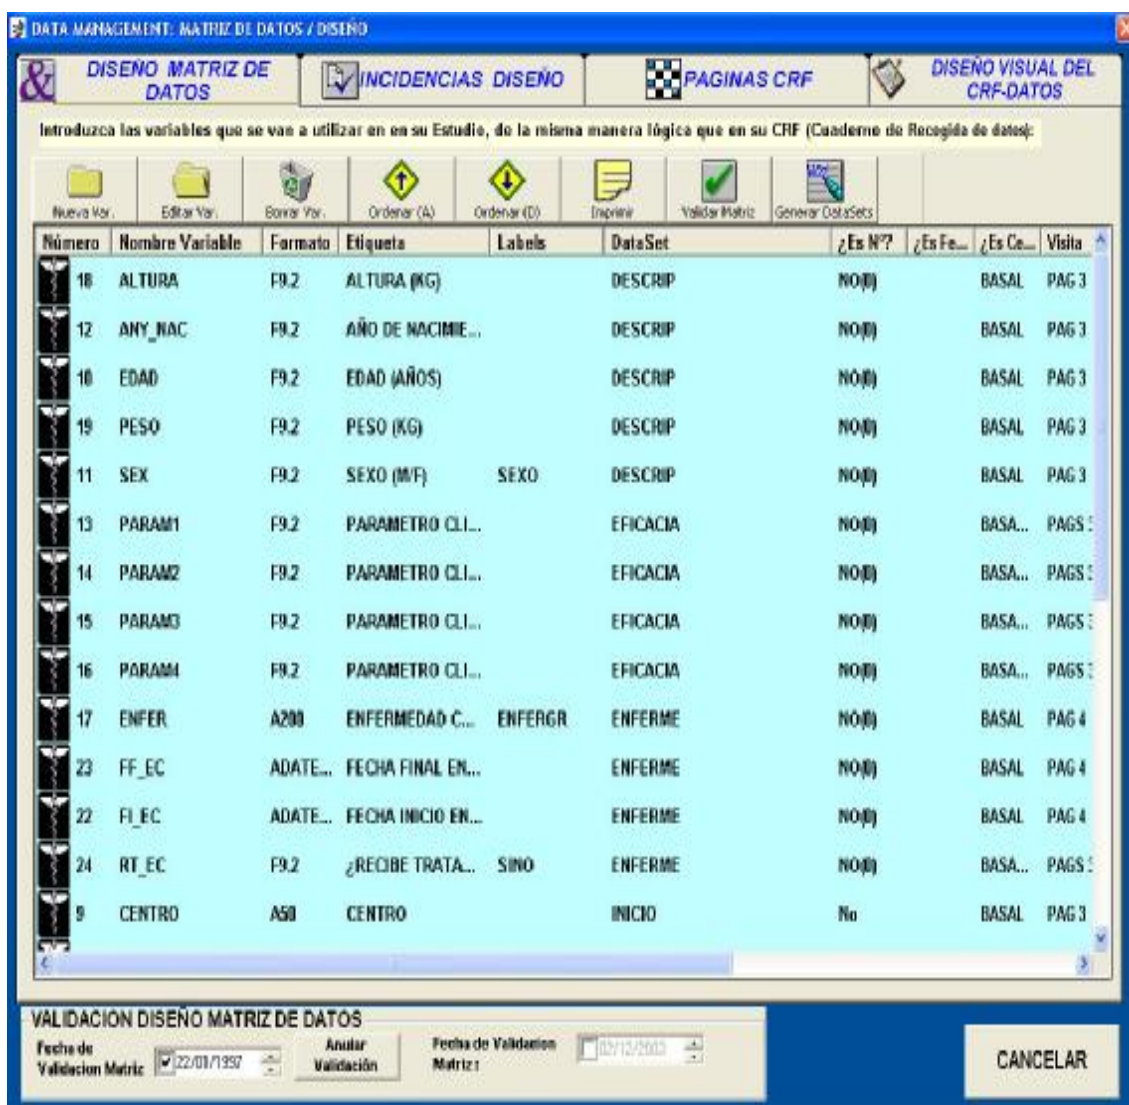 DATA MANAGEMENT: MATRIZ DE DATOS / DISEÑO
DISEÑO MATRIZ DE DATOS
INCIDENCIAS DISEÑO
PAGINAS CRF
DISEÑO VISUAL DEL CRF-DATOS
Introduzca las variables que se van a utilizar en en su Estudio, de la misma manera lógica que en su CRF (Cuaderno de Recogida de datos):
Nueva Var. Editar Var. Borrar Var. Ordenar (A) Ordenar (D) Imprimir Validar Matriz Generar DataSets
Número Nombre Variable Formato Etiqueta Labels DataSet ¿Es Nº? ¿Es Fe... ¿Es Ce... Visita
18 ALTURA F9.2 ALTURA (KG) DESCRIP NO(0) BASAL PAG 3
12 ANY_NAC F9.2 AÑO DE NACIMIE... DESCRIP NO(0) BASAL PAG 3
10 EDAD F9.2 EDAD (AÑOS) DESCRIP NO(0) BASAL PAG 3
19 PESO F9.2 PESO (KG) DESCRIP NO(0) BASAL PAG 3
11 SEX F9.2 SEXO (M/F) SEXO DESCRIP NO(0) BASAL PAG 3
13 PARAM1 F9.2 PARAMETRO CLI... EFICACIA NO(0) BASA... PAGS
14 PARAM2 F9.2 PARAMETRO CLI... EFICACIA NO(0) BASA... PAGS
15 PARAM3 F9.2 PARAMETRO CLI... EFICACIA NO(0) BASA... PAGS
16 PARAM4 F9.2 PARAMETRO CLI... EFICACIA NO(0) BASA... PAGS
17 ENFER A200 ENFERMEDAD C... ENFERGR ENFERME NO(0) BASAL PAG 4
23 FF_EC ADATE... FECHA FINAL EN... ENFERME NO(0) BASAL PAG 4
22 FI_EC ADATE... FECHA INICIO EN... ENFERME NO(0) BASAL PAG 4
24 RT_EC F9.2 ¿RECIBE TRATA... SINO ENFERME NO(0) BASA... PAGS
9 CENTRO A50 CENTRO INICIO No BASAL PAG 3
VALIDACION DISEÑO MATRIZ DE DATOS
Fecha de Validacion Matriz
Anular Validación
Fecha de Validacion Matriz :
02/12/2003
CANCELAR